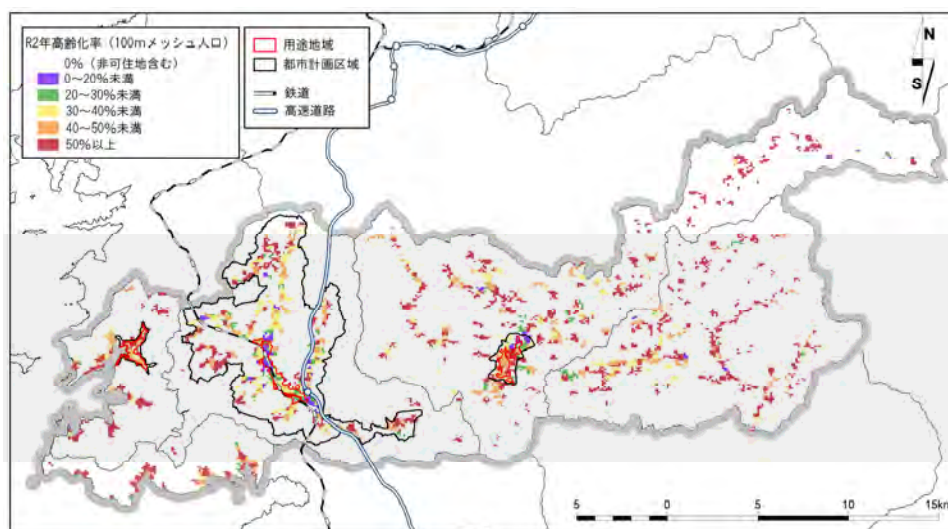 R2年高齢化率（100mメッシュ人口）
0%（非可住地含む）
0～20%未満
20～30%未満
30～40%未満
40～50%未満
50%以上
用途地域
都市計画区域
鉄道
高速道路
N
S
5 0 5 10 15km